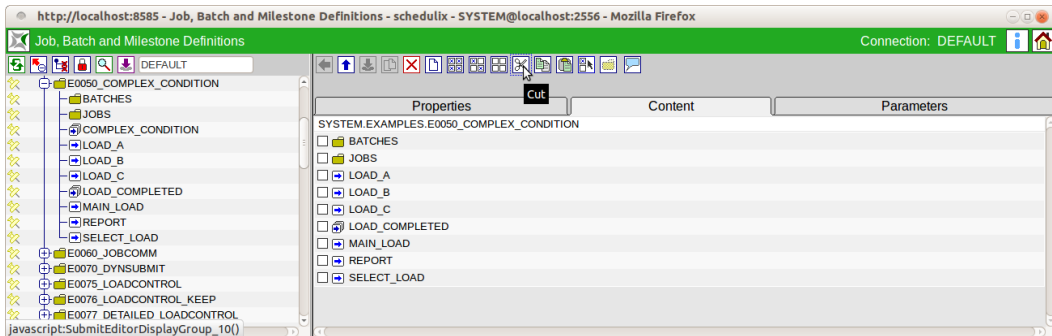 http://localhost:8585 - Job, Batch and Milestone Definitions - schedulix - SYSTEM@localhost:2556 - Mozilla Firefox
Job, Batch and Milestone Definitions
Connection: DEFAULT
DEFAULT
E0050_COMPLEX_CONDITION
BATCHES
JOBS
COMPLEX_CONDITION
LOAD_A
LOAD_B
LOAD_C
LOAD_COMPLETED
MAIN_LOAD
REPORT
SELECT_LOAD
E0060_JOBCOMM
E0070_DYNSUBMIT
E0075_LOADCONTROL
E0076_LOADCONTROL_KEEP
E0077_DETAILED_LOADCONTROL
javascript:SubmitEditorDisplayGroup_10()
Cut
Properties
Content
Parameters
SYSTEM.EXAMPLES.E0050_COMPLEX_CONDITION
BATCHES
JOBS
LOAD_A
LOAD_B
LOAD_C
LOAD_COMPLETED
MAIN_LOAD
REPORT
SELECT_LOAD